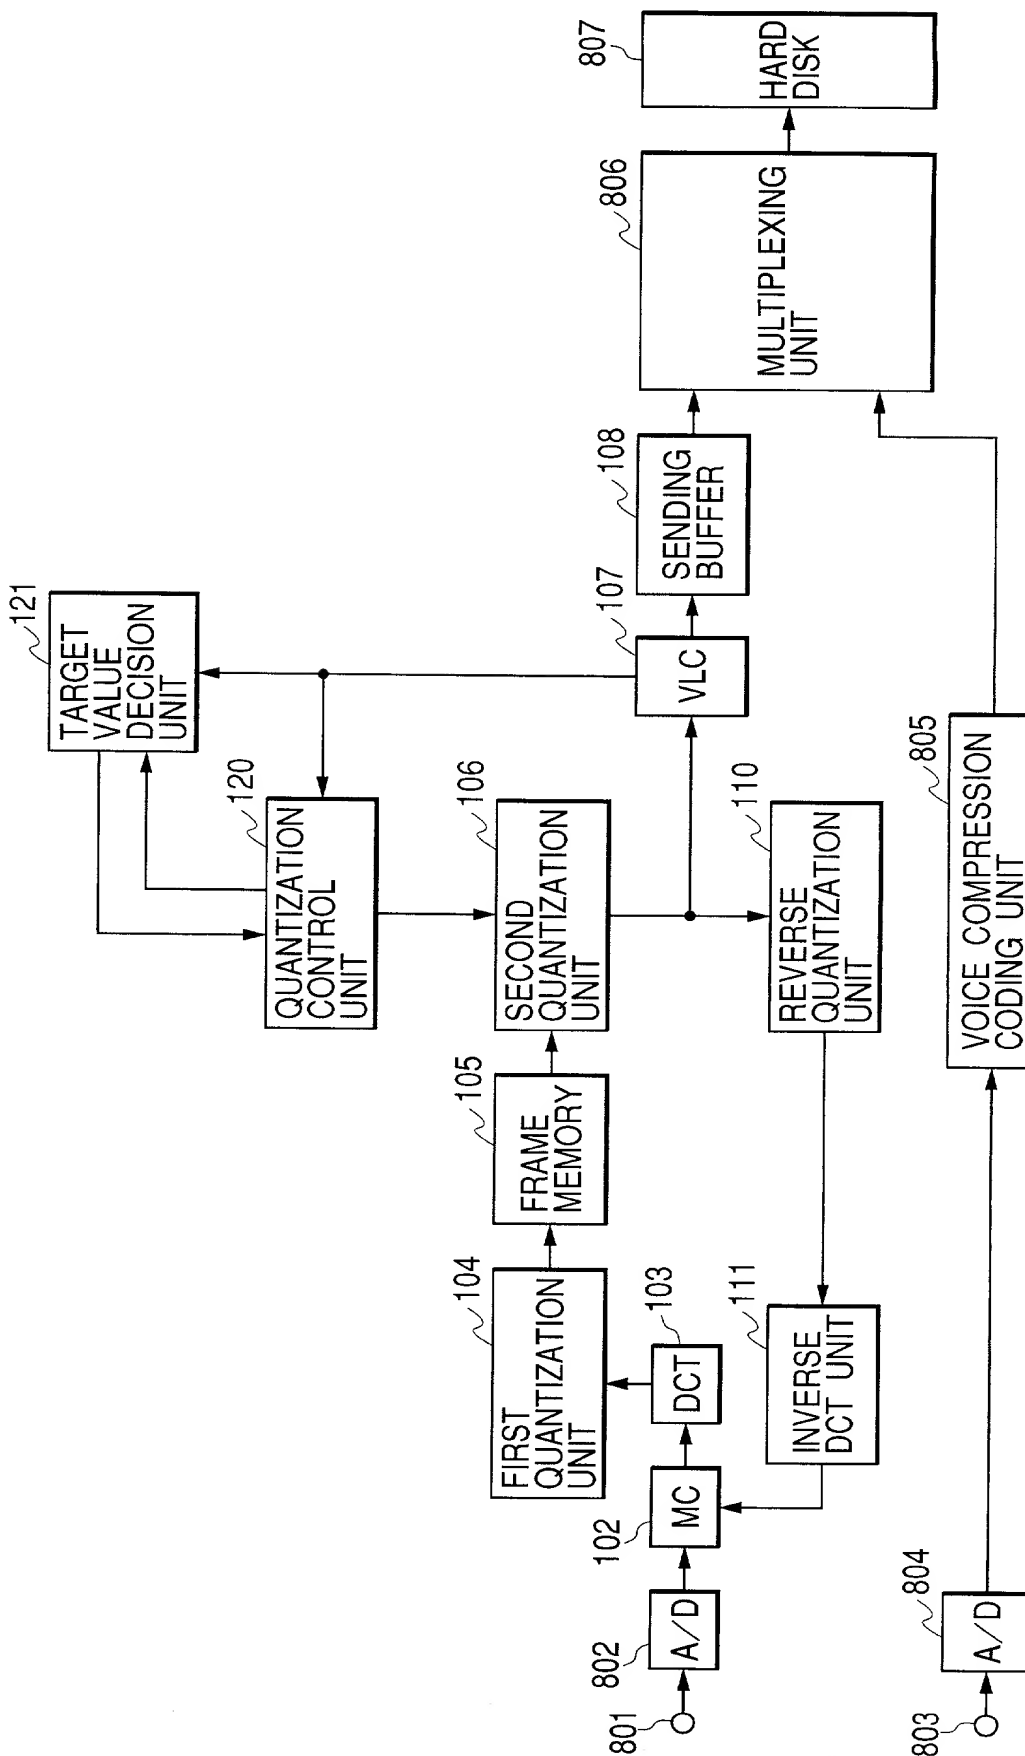 121
TARGET
VALUE
DECISION
UNIT
120
QUANTIZATION
CONTROL
UNIT
104
FIRST
QUANTIZATION
UNIT
105
FRAME
MEMORY
106
SECOND
QUANTIZATION
UNIT
801
802
A/D
102
MC
103
DCT
107
VLC
108
SENDING
BUFFER
806
MULTIPLEXING
UNIT
807
HARD
DISK
111
INVERSE
DCT UNIT
110
REVERSE
QUANTIZATION
UNIT
803
804
A/D
805
VOICE COMPRESSION
CODING UNIT